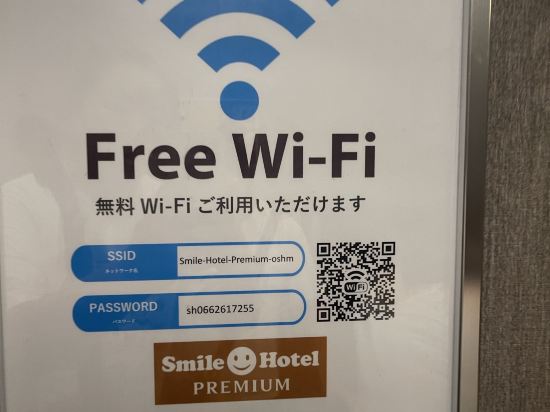 Free Wi-Fi
無料 Wi-Fi ご利用いただけます
SSID
ネットワーク名
Smile-Hotel-Premium-oshm
PASSWORD
パスワード
sh0662617255
WiFi
Smile Hotel
PREMIUM